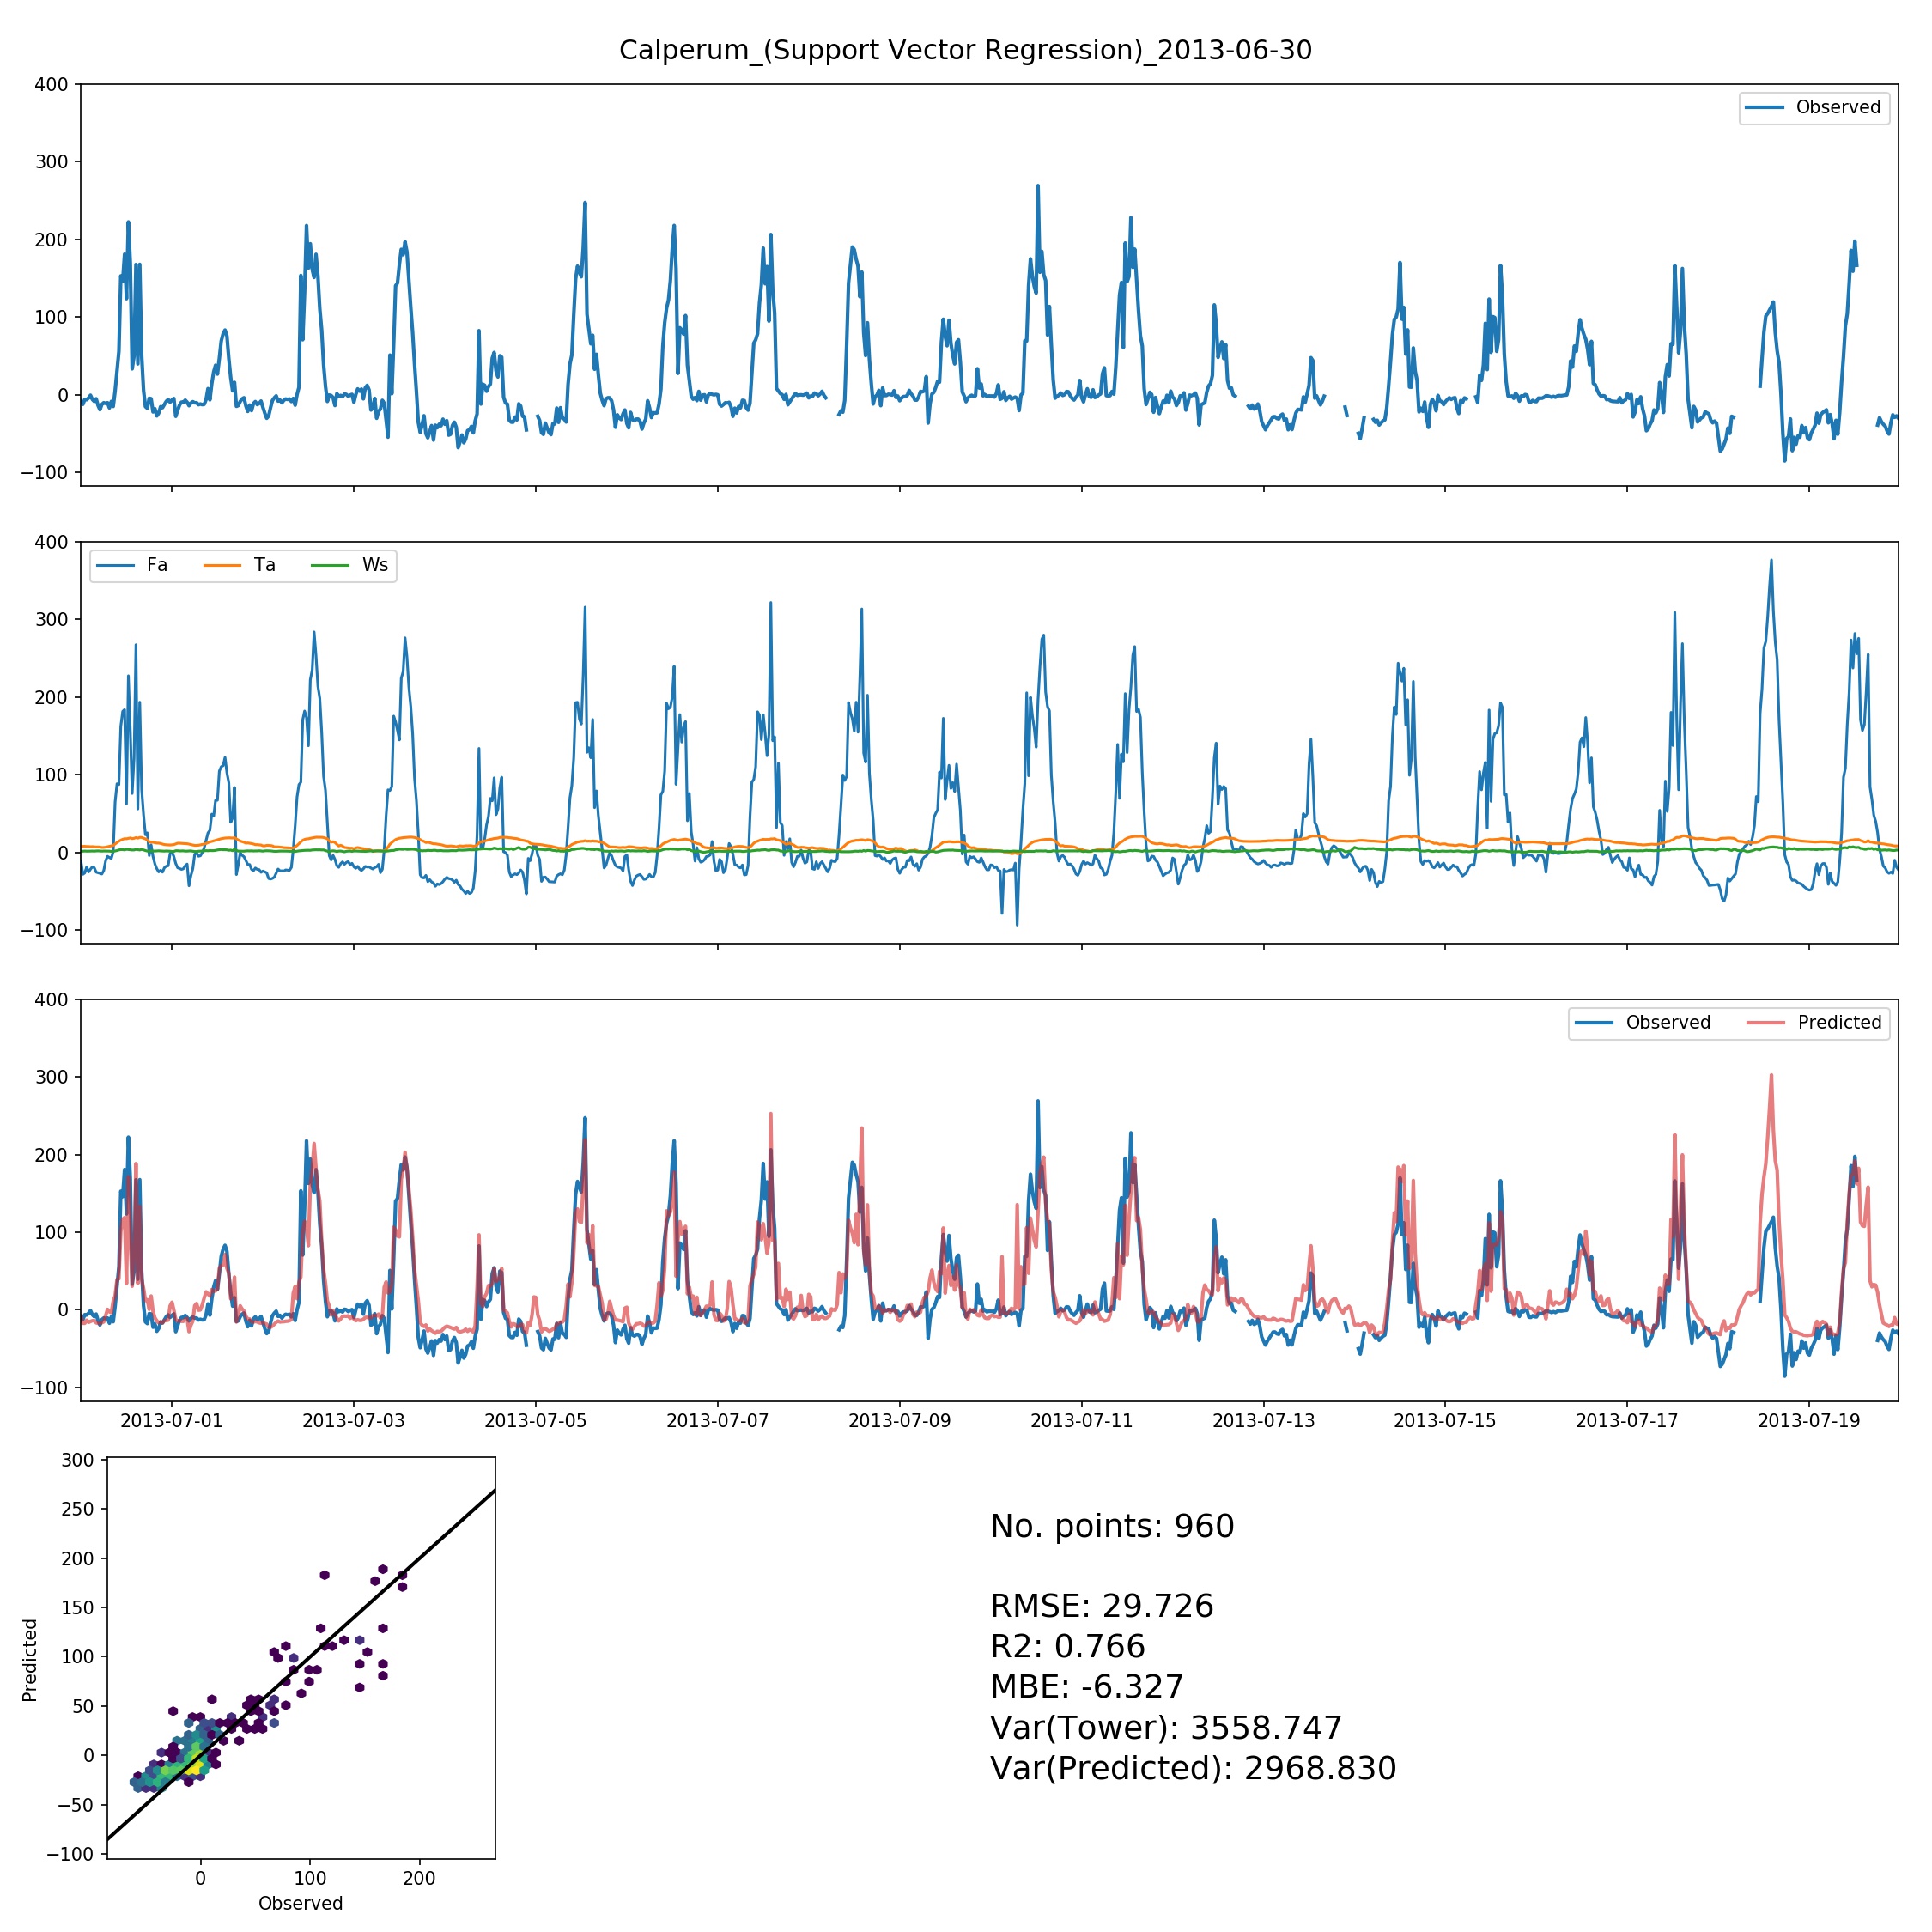 Calperum_(Support Vector Regression)_2013-06-30
400
300
200
100
0
−100
Observed
400
300
200
100
0
−100
Fa Ta Ws
400
300
200
100
0
−100
Observed Predicted
2013-07-01 2013-07-03 2013-07-05 2013-07-07 2013-07-09 2013-07-11 2013-07-13 2013-07-15 2013-07-17 2013-07-19
300
250
200
150
100
50
0
−50
−100
Predicted
0 100 200
Observed
No. points: 960
RMSE: 29.726
R2: 0.766
MBE: -6.327
Var(Tower): 3558.747
Var(Predicted): 2968.830